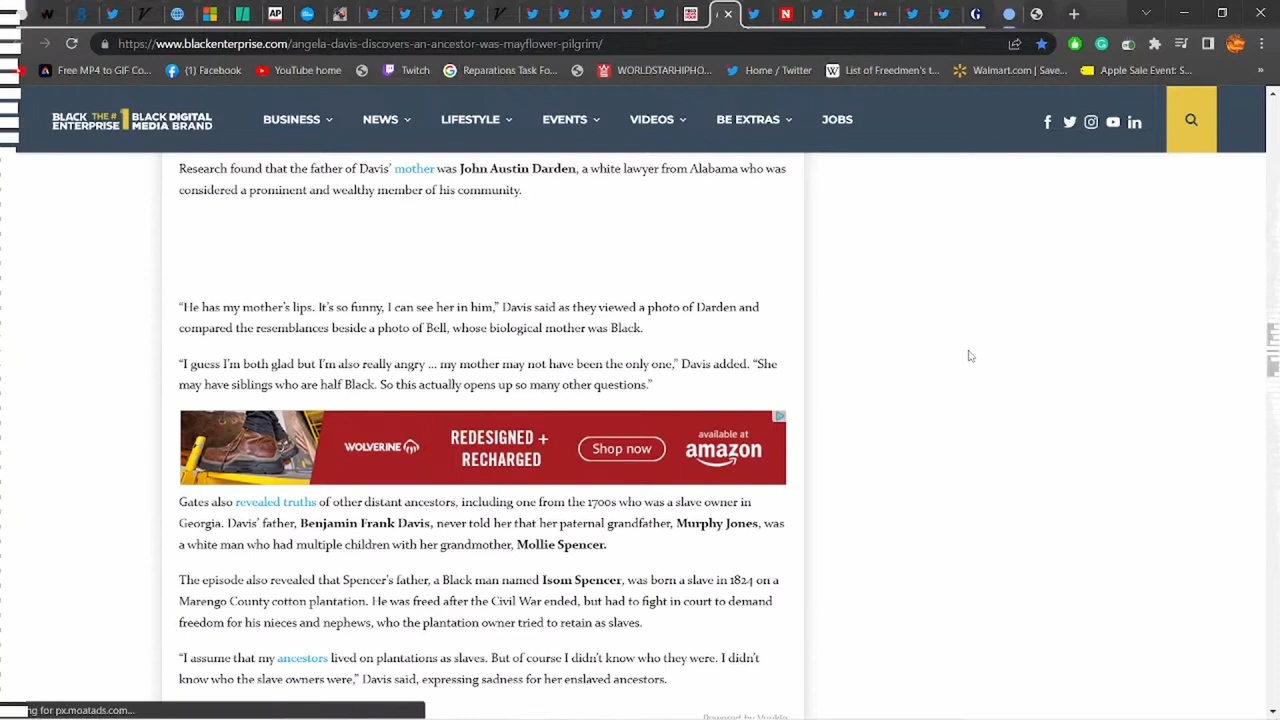 https://www.blackenterprise.com/angela-davis-discovers-an-ancestor-was-mayflower-pilgrim/
Free MP4 to GIF Co... (1) Facebook YouTube home Twitch Reparations Task Fo... WORLDSTARHIPHO... Home / Twitter List of Freedmen's t... Walmart.com | Save... Apple Sale Event: S... »
BLACK ENTERPRISE THE #1 BLACK DIGITAL MEDIA BRAND
BUSINESS NEWS LIFESTYLE EVENTS VIDEOS BE EXTRAS JOBS
Research found that the father of Davis' mother was John Austin Darden, a white lawyer from Alabama who was
considered a prominent and wealthy member of his community.
“He has my mother's lips. It's so funny, I can see her in him,” Davis said as they viewed a photo of Darden and
compared the resemblances beside a photo of Bell, whose biological mother was Black.
“I guess I'm both glad but I'm also really angry ... my mother may not have been the only one,” Davis added. “She
may have siblings who are half Black. So this actually opens up so many other questions.”
WOLVERINE
REDESIGNED +
RECHARGED
Shop now
available at
amazon
Gates also revealed truths of other distant ancestors, including one from the 1700s who was a slave owner in
Georgia. Davis' father, Benjamin Frank Davis, never told her that her paternal grandfather, Murphy Jones, was
a white man who had multiple children with her grandmother, Mollie Spencer.
The episode also revealed that Spencer's father, a Black man named Isom Spencer, was born a slave in 1824 on a
Marengo County cotton plantation. He was freed after the Civil War ended, but had to fight in court to demand
freedom for his nieces and nephews, who the plantation owner tried to retain as slaves.
“I assume that my ancestors lived on plantations as slaves. But of course I didn't know who they were. I didn't
know who the slave owners were,” Davis said, expressing sadness for her enslaved ancestors.
ng for px.moatads.com...